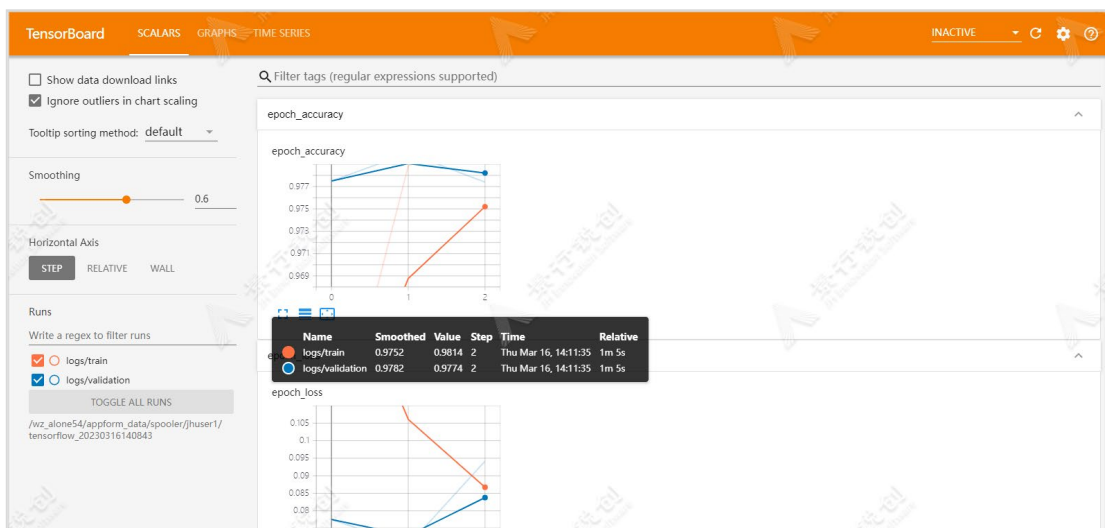 TensorBoard SCALARS GRAPHS TIME SERIES INACTIVE
Show data download links
Ignore outliers in chart scaling
Tooltip sorting method: default
Smoothing
0.6
Horizontal Axis
STEP RELATIVE WALL
Runs
Write a regex to filter runs
logs/train
logs/validation
TOGGLE ALL RUNS
/wz_alone54/appform_data/spooler/jhuser1/
tensorflow_20230316140843
Filter tags (regular expressions supported)
epoch_accuracy
epoch_accuracy
0.977
0.975
0.973
0.971
0.969
0 1 2
Name Smoothed Value Step Time Relative
logs/train 0.9752 0.9814 2 Thu Mar 16, 14:11:35 1m 5s
logs/validation 0.9782 0.9774 2 Thu Mar 16, 14:11:35 1m 5s
epoch_loss
0.105
0.1
0.095
0.09
0.085
0.08